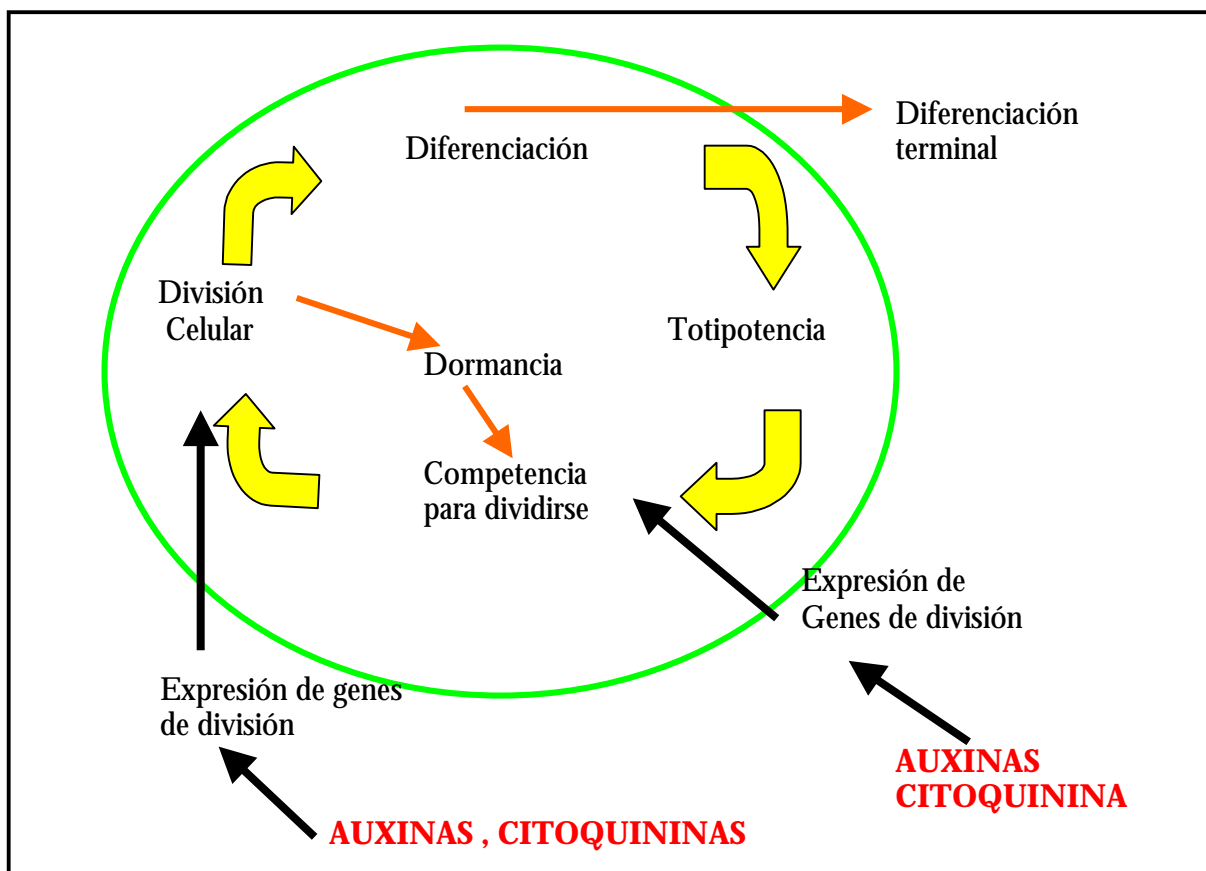 Diferenciación
Diferenciación
terminal
División
Celular
Totipotencia
Dormancia
Competencia
para dividirse
Expresión de
Genes de división
Expresión de genes
de división
AUXINAS
CITOQUININA
AUXINAS , CITOQUININAS